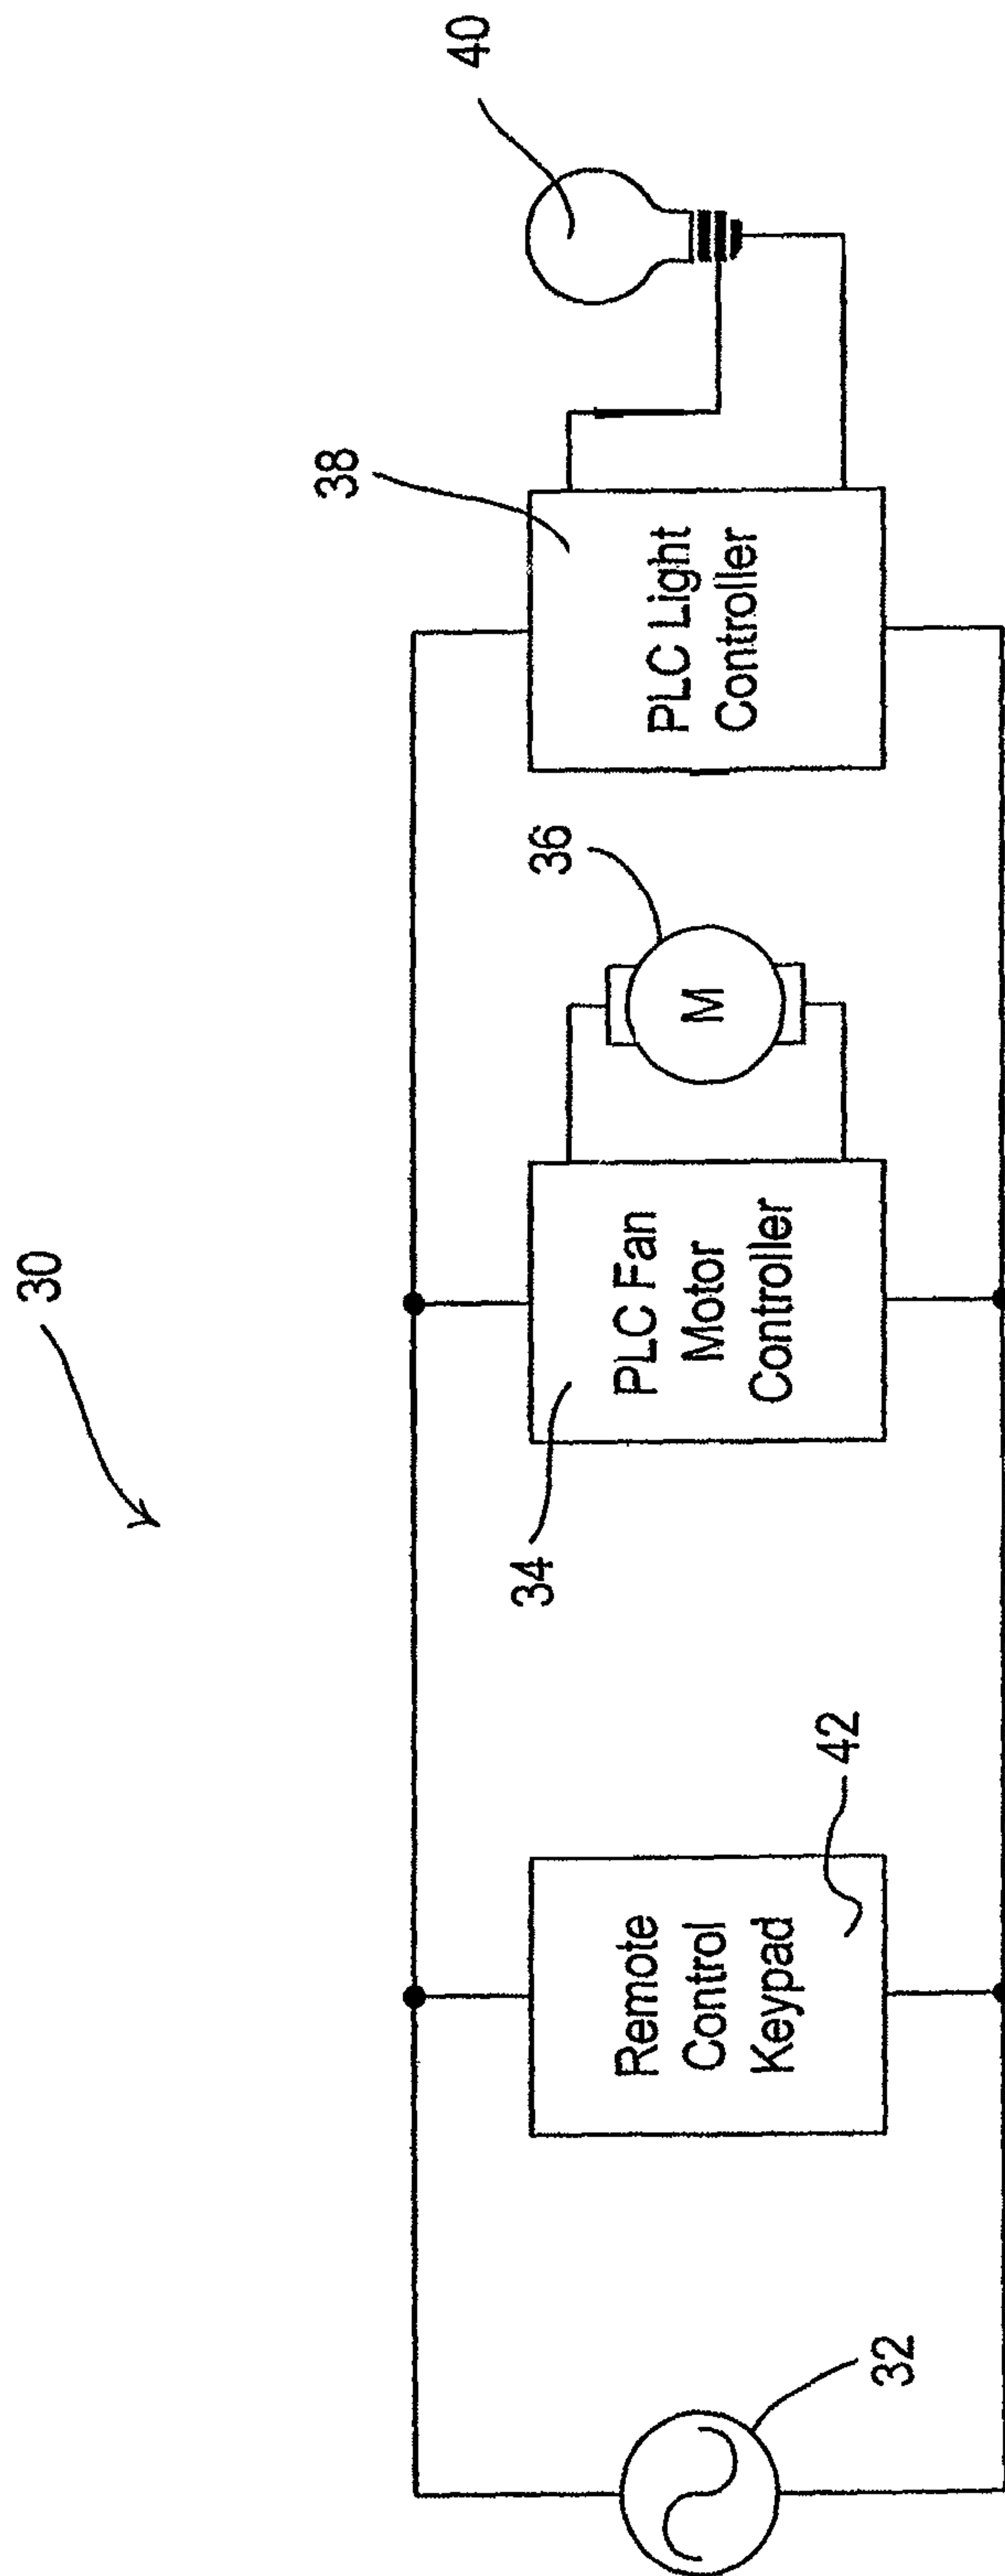 30
32
Remote
Control
Keypad
42
34
PLC Fan
Motor
Controller
M
36
38
PLC Light
Controller
40